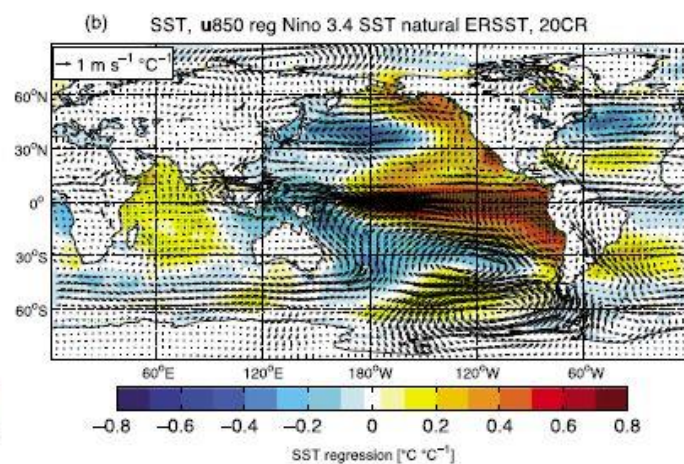 (b) SST, u850 reg Nino 3.4 SST natural ERSST, 20CR
→ 1 m s⁻¹ °C⁻¹
60°N
30°N
0°
30°S
60°S
60°E 120°E 180°W 120°W 60°W
−0.8 −0.6 −0.4 −0.2 0 0.2 0.4 0.6 0.8
SST regression [°C °C⁻¹]